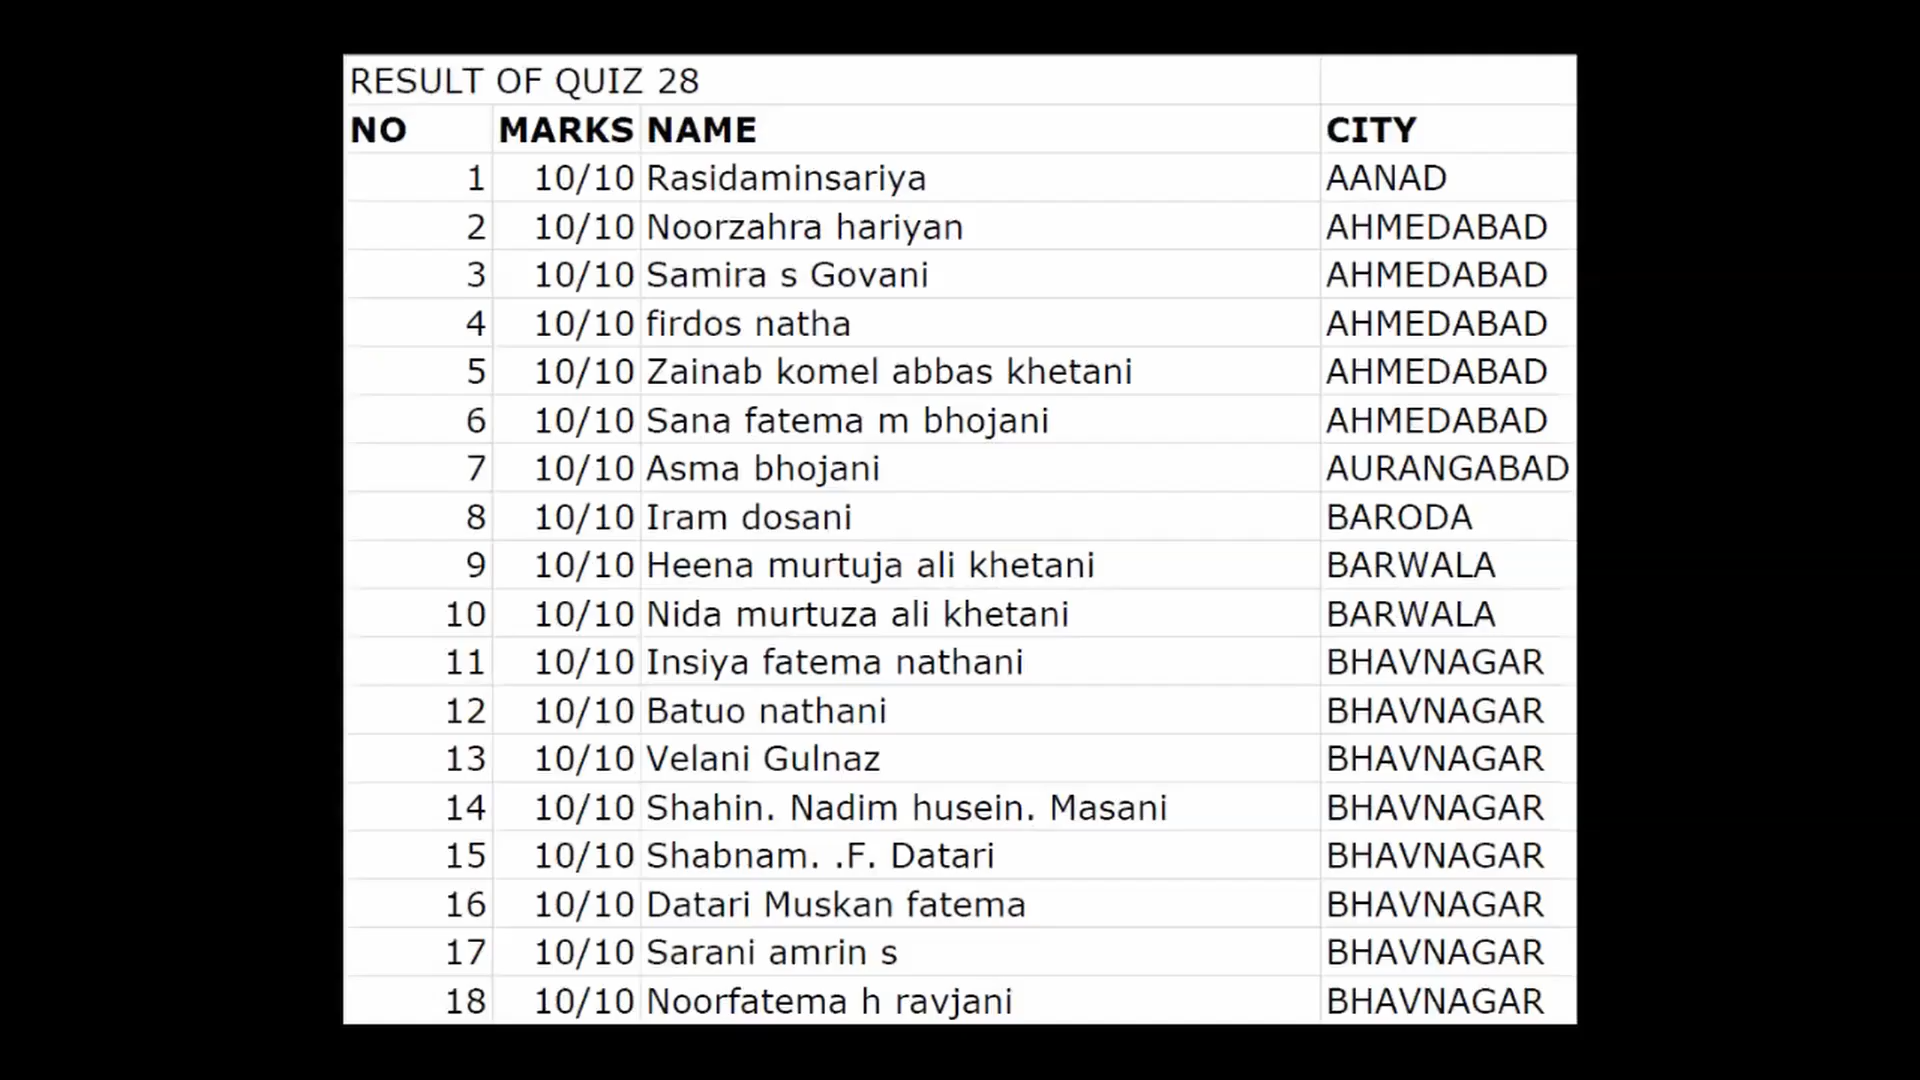 RESULT OF QUIZ 28
NO MARKS NAME CITY
1 10/10 Rasidaminsariya AANAD
2 10/10 Noorzahra hariyan AHMEDABAD
3 10/10 Samira s Govani AHMEDABAD
4 10/10 firdos natha AHMEDABAD
5 10/10 Zainab komel abbas khetani AHMEDABAD
6 10/10 Sana fatema m bhojani AHMEDABAD
7 10/10 Asma bhojani AURANGABAD
8 10/10 Iram dosani BARODA
9 10/10 Heena murtuja ali khetani BARWALA
10 10/10 Nida murtuza ali khetani BARWALA
11 10/10 Insiya fatema nathani BHAVNAGAR
12 10/10 Batuo nathani BHAVNAGAR
13 10/10 Velani Gulnaz BHAVNAGAR
14 10/10 Shahin. Nadim husein. Masani BHAVNAGAR
15 10/10 Shabnam. .F. Datari BHAVNAGAR
16 10/10 Datari Muskan fatema BHAVNAGAR
17 10/10 Sarani amrin s BHAVNAGAR
18 10/10 Noorfatema h ravjani BHAVNAGAR